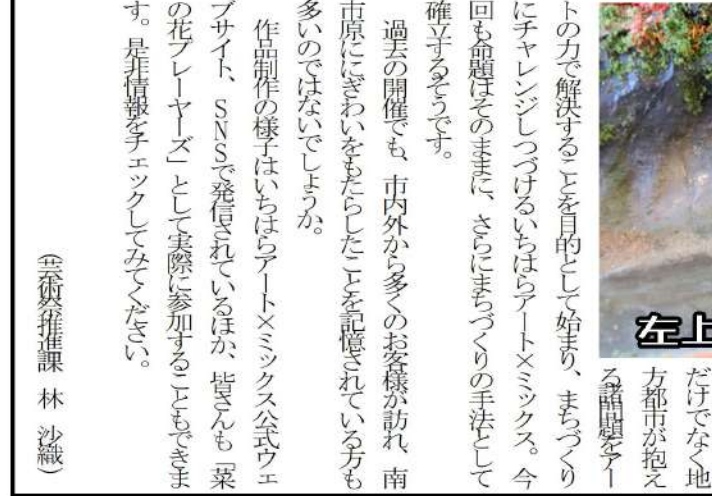 左上
だけでなく地
方都市が抱え
る諸問題をアー
トの力で解決することを目的として始まり、まちづくり
にチャレンジしつづけるいちはらアート×ミックス。今
回も命題はそのままに、さらにまちづくりの手法として
確立するそうです。
過去の開催でも、市内外から多くのお客様が訪れ、南
市原ににぎわいをもたらしたことを記憶されている方も
多いのではないでしょうか。
作品制作の様子はいちはらアート×ミックス公式ウェ
ブサイト、SNSで発信されているほか、皆さんも「菜
の花プレーヤーズ」として実際に参加することもできま
す。是非情報をチェックしてみてください。
(芸術祭推進課 林 沙織)